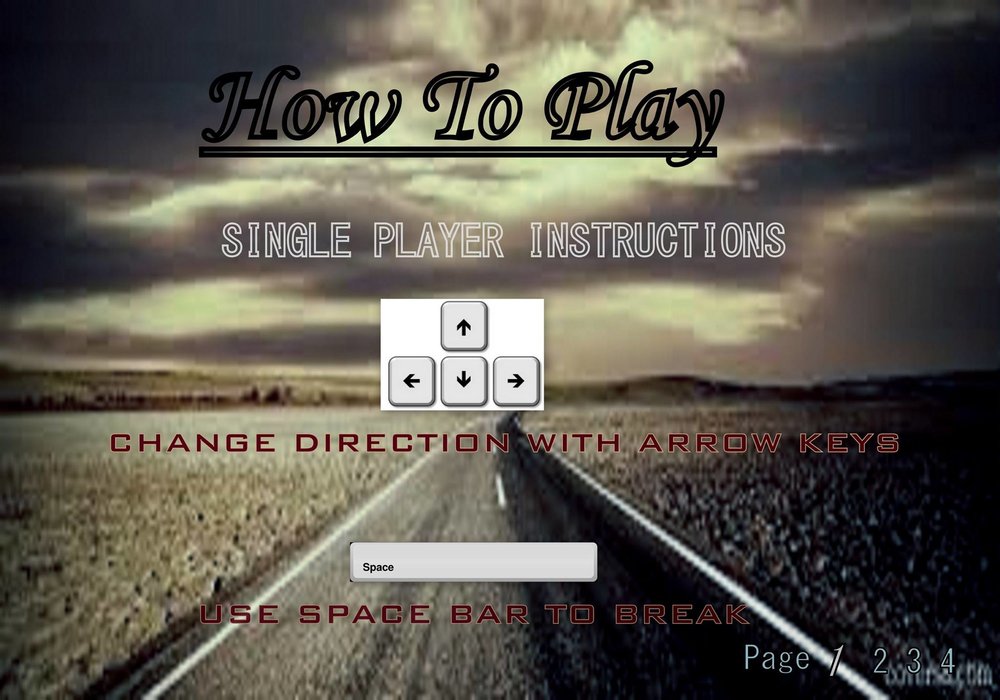 How To Play
SINGLE PLAYER INSTRUCTIONS
↑
← ↓ →
CHANGE DIRECTION WITH ARROW KEYS
Space
USE SPACE BAR TO BREAK
Page 1 2 3 4